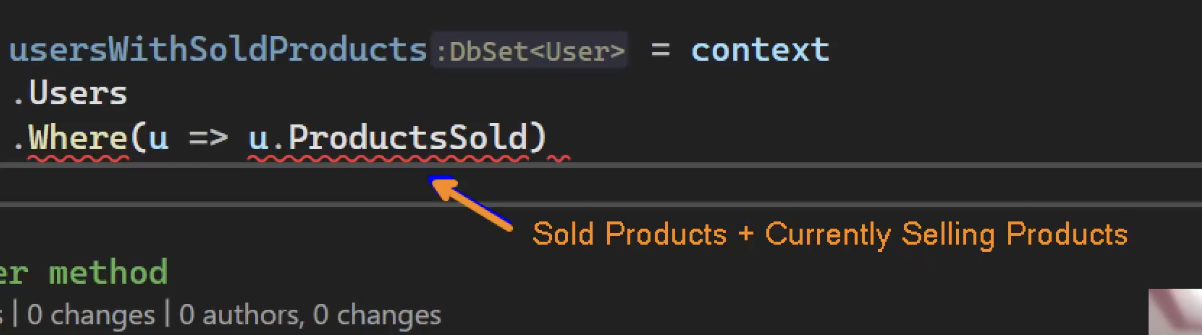 usersWithSoldProducts :DbSet<User> = context
.Users
.Where(u => u.ProductsSold)
Sold Products + Currently Selling Products
er method
s | 0 changes | 0 authors, 0 changes